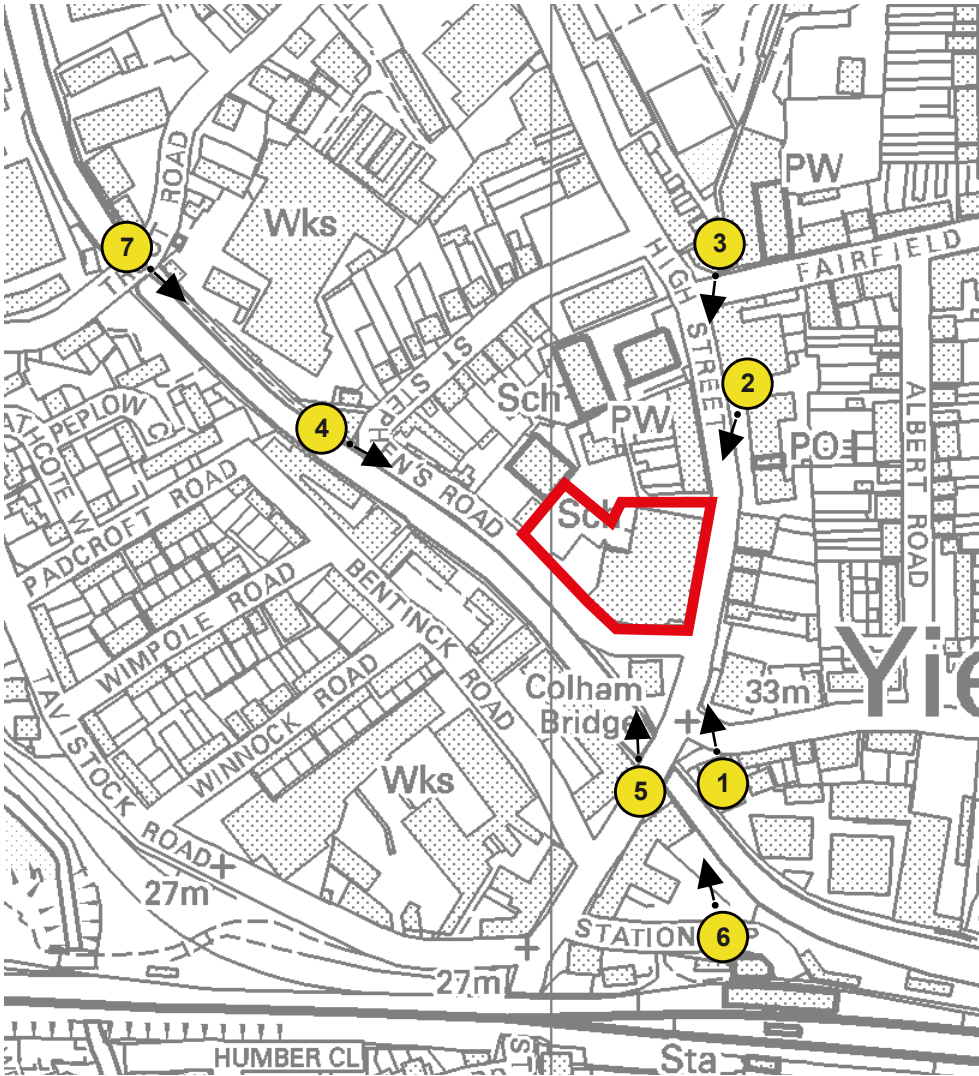 PW
ROAD
Wks
3
7
HIGH STREET
FAIRFIELD
ST STEPHEN'S ROAD
2
PEPLOW
Sch
PW
4
PO
ALBERT ROAD
PADCROFT ROAD
Sch
BENTINCK ROAD
WIMPOLE ROAD
Yie
WINNOCK ROAD
Colham
Bridge
33m
TAVISTOCK ROAD
Wks
5
1
27m
STATION
6
27m
HUMBER CL
ST
Sta